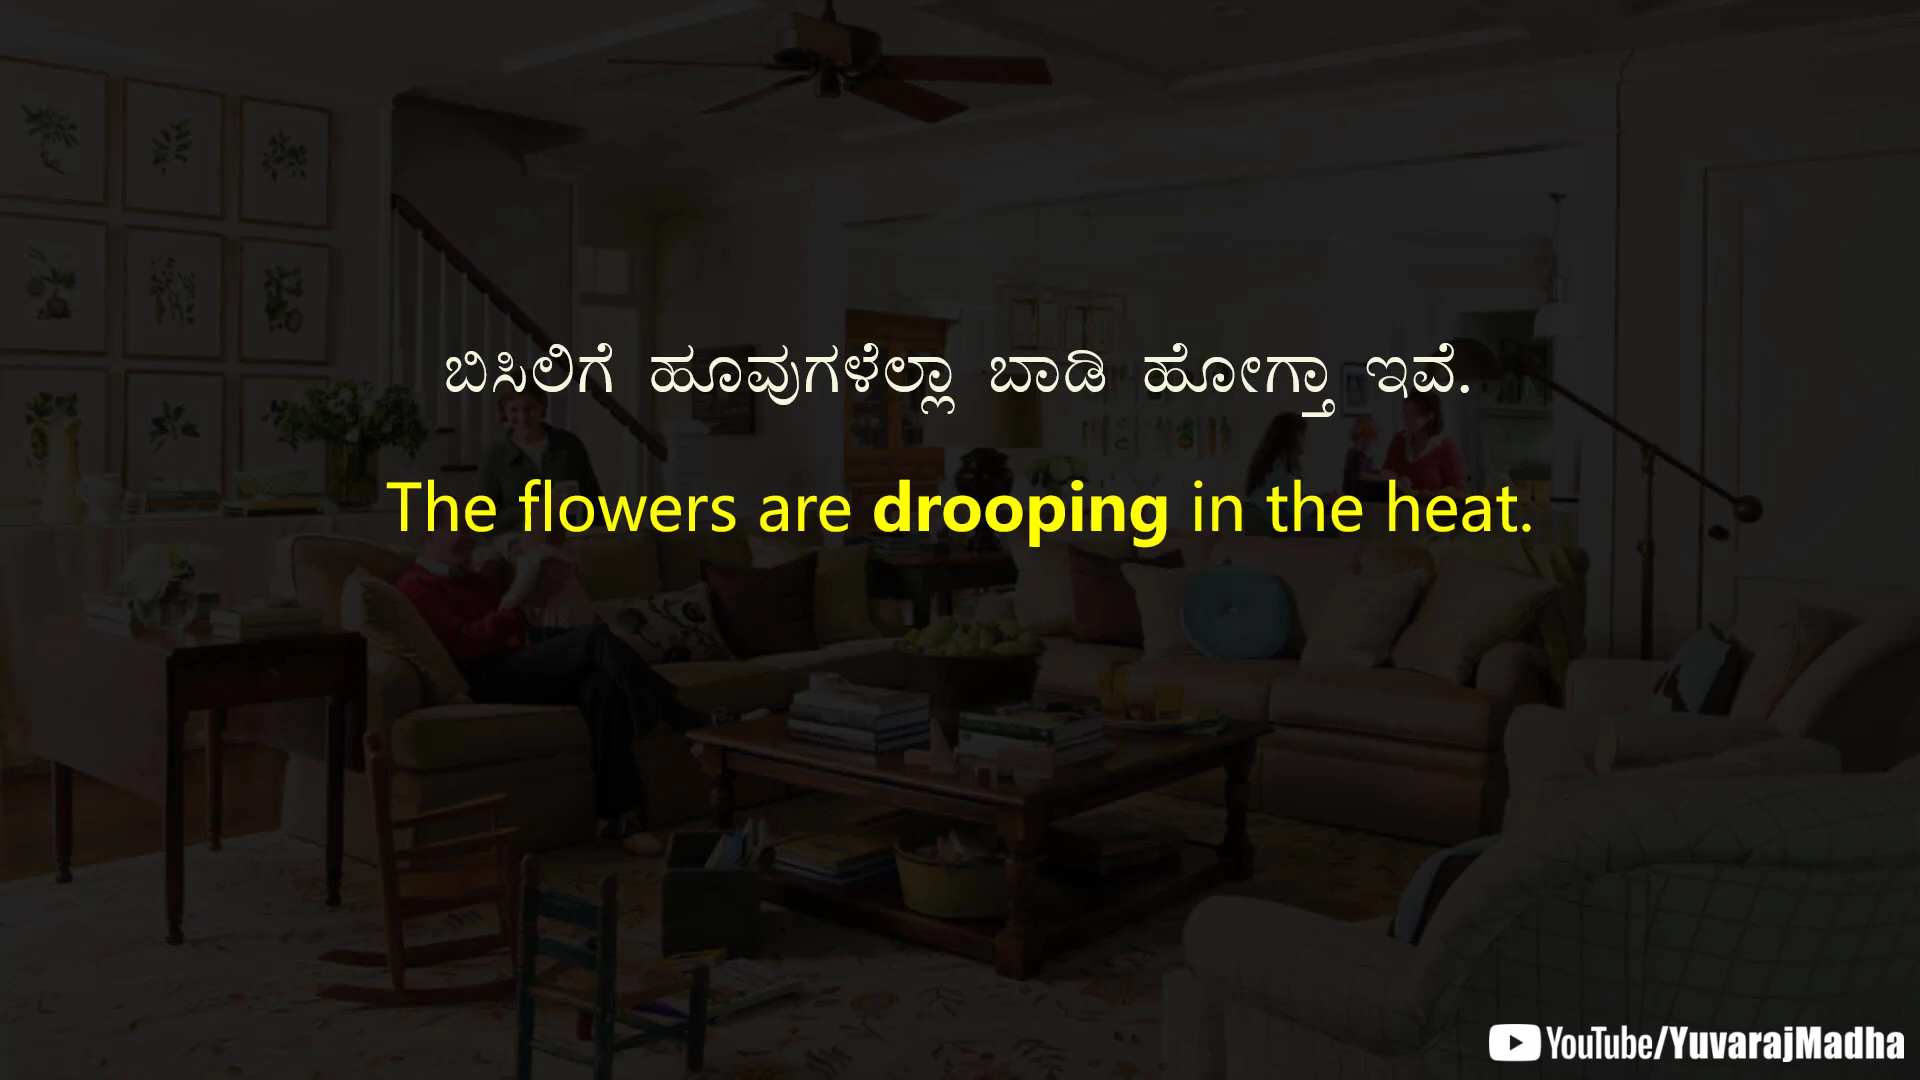 ಬಿಸಿಲಿಗೆ ಹೂವುಗಳೆಲ್ಲಾ ಬಾಡಿ ಹೋಗ್ತಾ ಇವೆ.
The flowers are drooping in the heat.
YouTube/YuvarajMadha